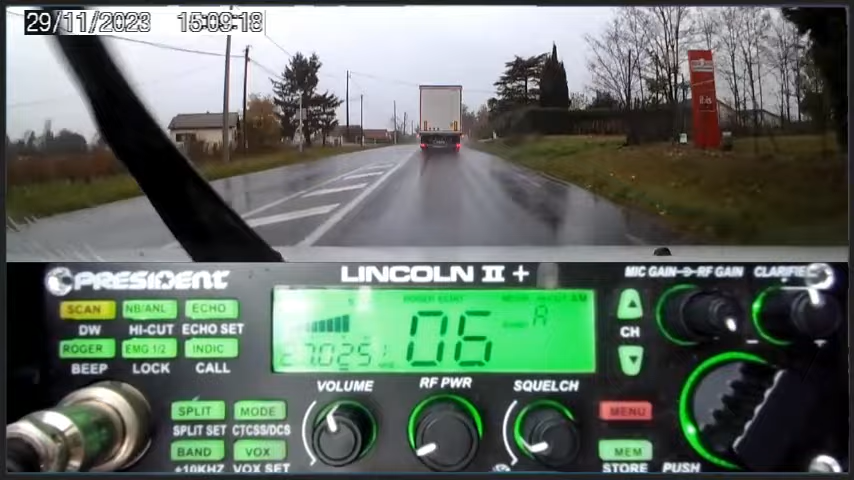 29/11/2023 15:09:18
PRESIDENT LINCOLN II + MIC GAIN RF GAIN CLARIFIER
SCAN NB/ANL ECHO
DW HI-CUT ECHO SET
ROGER EMG 1/2 INDIC
BEEP LOCK CALL
ROGER ECHO
06 A
27.025
CH
VOLUME RF PWR SQUELCH
SPLIT MODE MENU
SPLIT SET CTCSS/DCS
BAND VOX MEM
+10KHZ VOX SET STORE PUSH